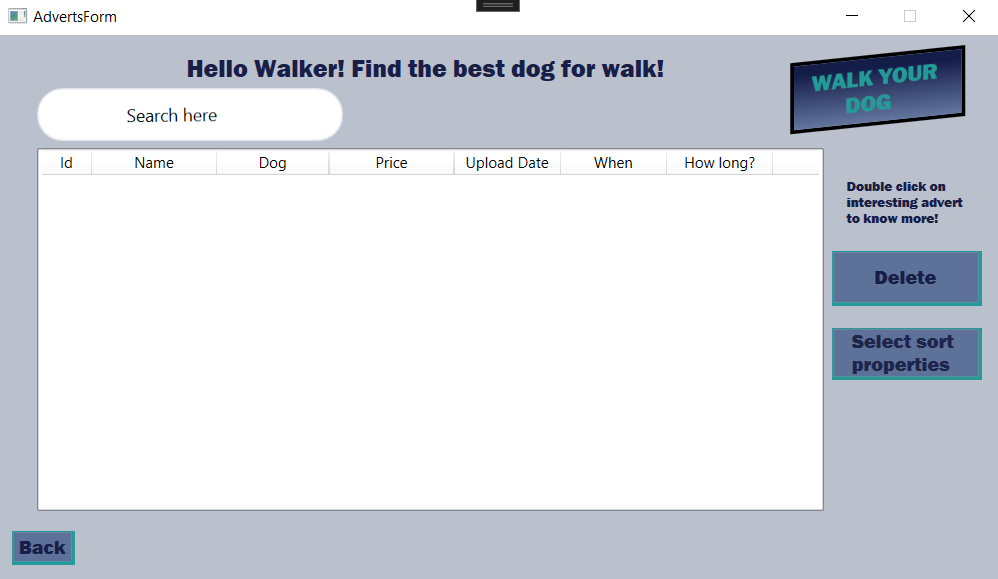 AdvertsForm
Hello Walker! Find the best dog for walk!
WALK YOUR
DOG
Search here
Id Name Dog Price Upload Date When How long?
Double click on
interesting advert
to know more!
Delete
Select sort
properties
Back